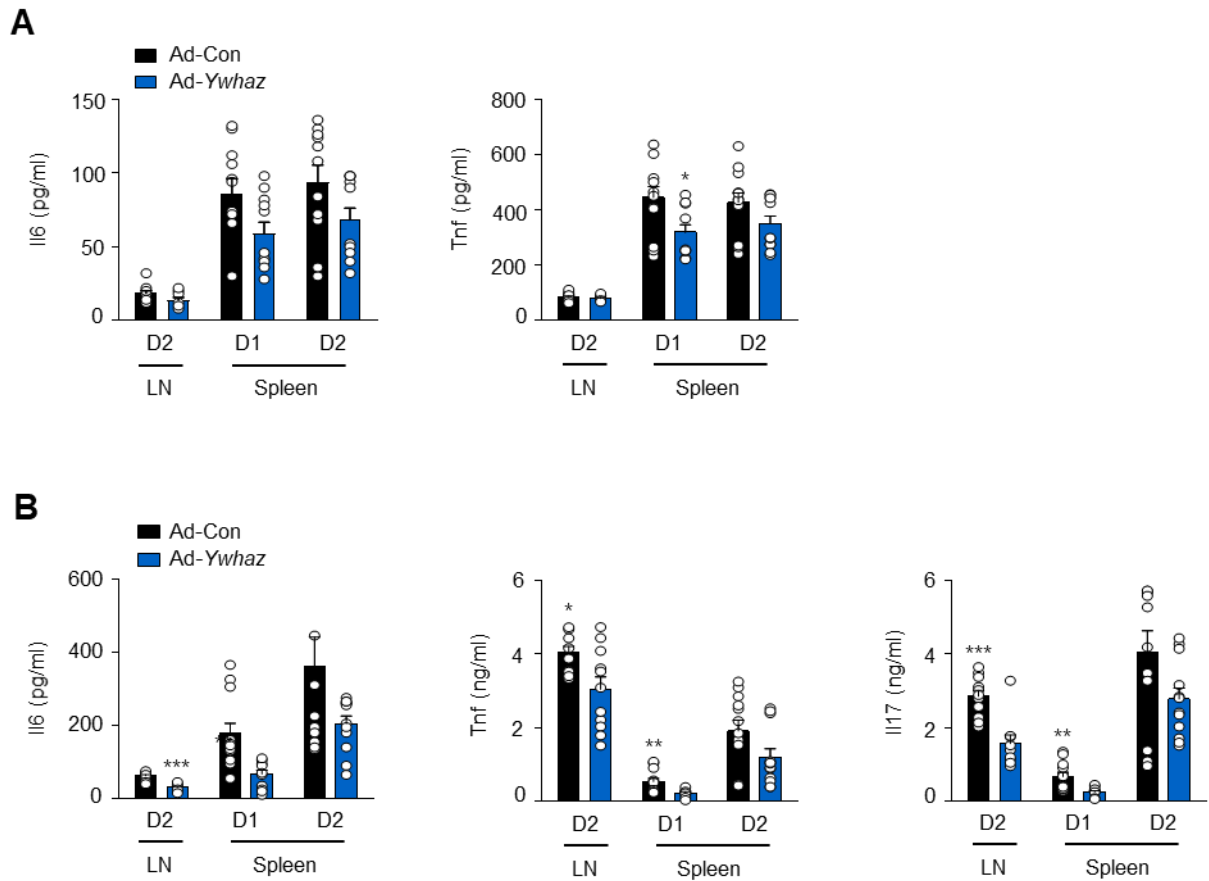 A
Ad-Con
Ad-Ywhaz
Il6 (pg/ml)
150
100
50
0
D2
D1
D2
LN
Spleen
Tnf (pg/ml)
800
600
400
200
0
*
D2
D1
D2
LN
Spleen
B
Ad-Con
Ad-Ywhaz
Il6 (pg/ml)
600
400
200
0
***
D2
D1
D2
LN
Spleen
Tnf (ng/ml)
6
4
2
0
*
**
D2
D1
D2
LN
Spleen
Il17 (ng/ml)
6
4
2
0
***
**
D2
D1
D2
LN
Spleen